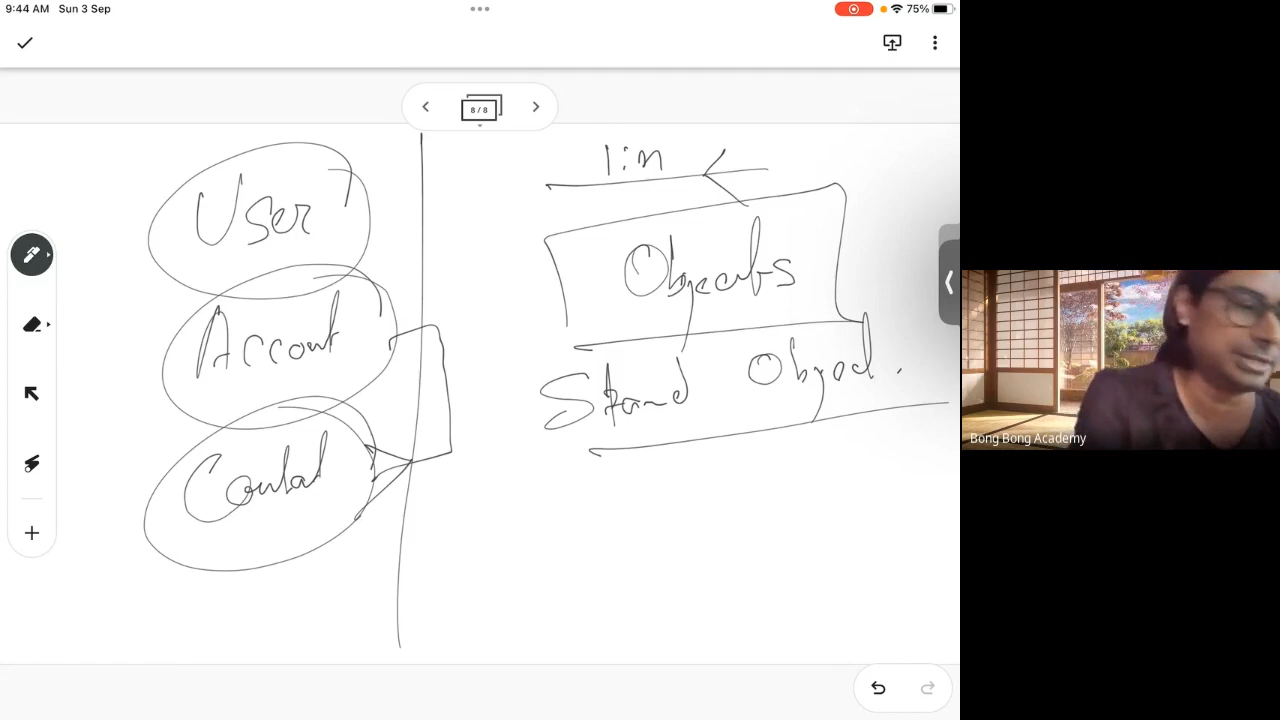 9:44 AM Sun 3 Sep
75%
8/8
User
Account
Contact
1:n
Objects
Stand Object.
Bong Bong Academy